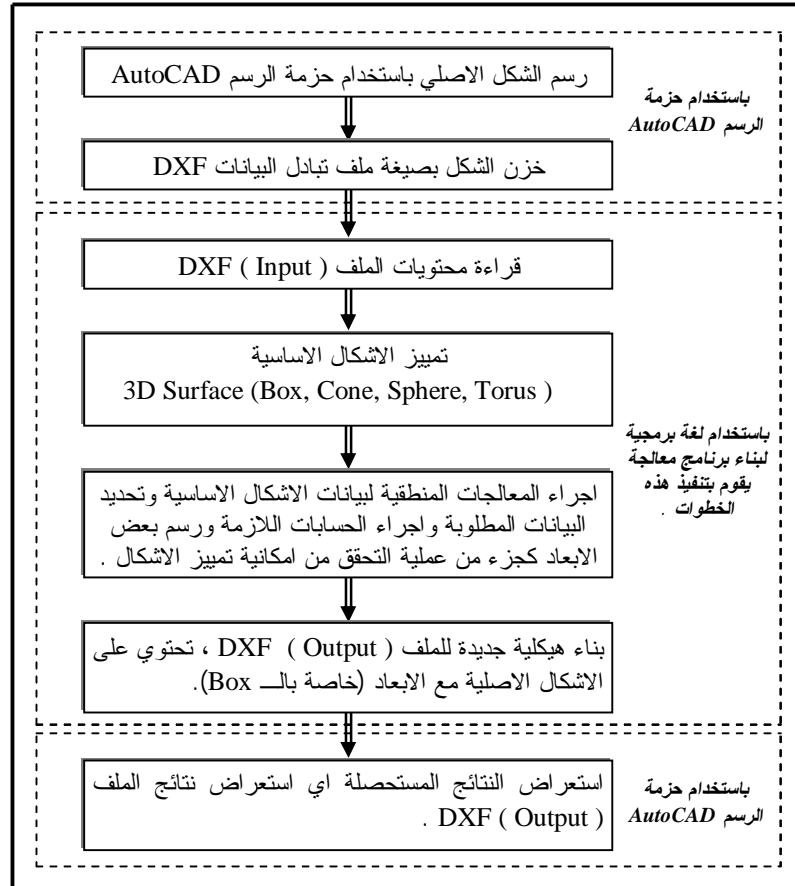 رسم الشكل الاصلي باستخدام حزمة الرسم AutoCAD
خزن الشكل بصيغة ملف تبادل البيانات DXF
باستخدام حزمة
الرسم AutoCAD
قراءة محتويات الملف DXF ( Input )
تمييز الاشكال الاساسية
3D Surface (Box, Cone, Sphere, Torus )
اجراء المعالجات المنطقية لبيانات الاشكال الاساسية وتحديد
البيانات المطلوبة واجراء الحسابات اللازمة ورسم بعض
الابعاد كجزء من عملية التحقق من امكانية تمييز الاشكال .
بناء هيكلية جديدة للملف DXF ( Output ) ، تحتوي على
الاشكال الاصلية مع الابعاد (خاصة بالـــ Box).
باستخدام لغة برمجية
لبناء برنامج معالجة
يقوم بتنفيذ هذه
الخطوات .
استعراض النتائج المستحصلة اي استعراض نتائج الملف
DXF ( Output ) .
باستخدام حزمة
الرسم AutoCAD